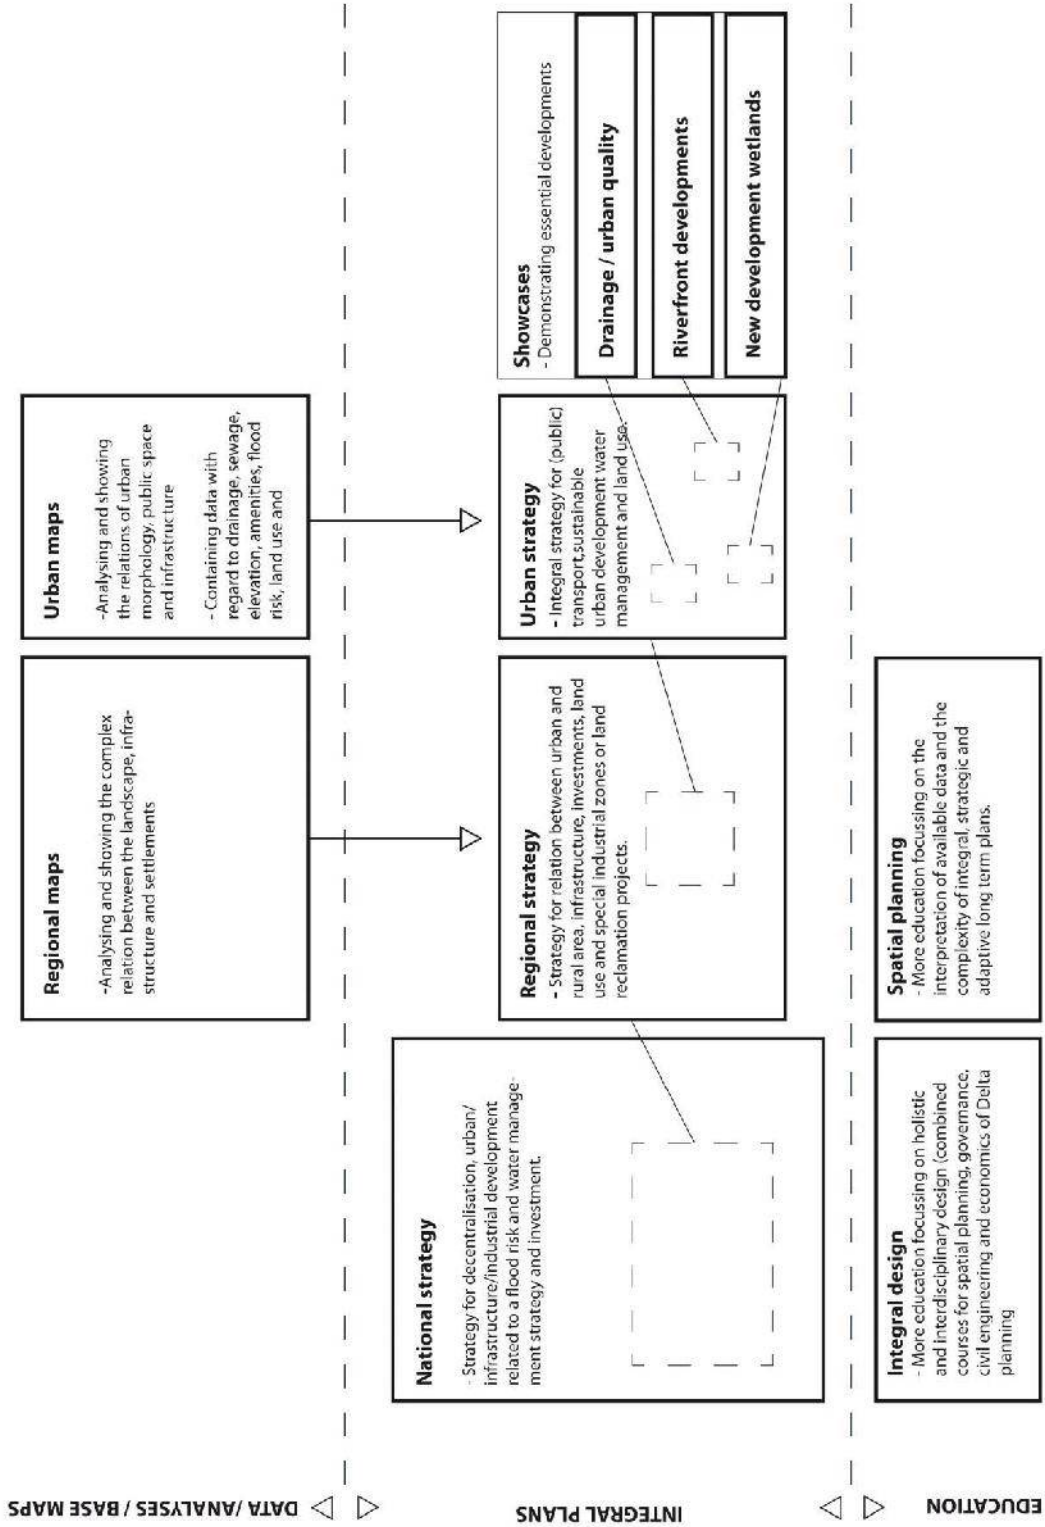 DATA /ANALYSES / BASE MAPS
Regional maps
-Analysing and showing the complex
relation between the landscape, infra-
structure and settlements
Urban maps
-Analysing and showing
the relations of urban
morphology, public space
and infrastructure
- Containing data with
regard to drainage, sewage,
elevation, amenities, flood
risk, land use and
INTEGRAL PLANS
National strategy
- Strategy for decentralisation, urban/
infrastructure/industrial development
related to a flood risk and water manage-
ment strategy and investment.
Regional strategy
- Strategy for relation between urban and
rural area, infrastructure, investments, land
use and special industrial zones or land
reclamation projects.
Urban strategy
- Integral strategy for (public)
transport,sustainable
urban development water
management and land use.
Showcases
- Demonstrating essential developments
Drainage / urban quality
Riverfront developments
New development wetlands
EDUCATION
Integral design
- More education focussing on holistic
and interdisciplinary design (combined
courses for spatial planning, governance,
civil engineering and economics of Delta
planning
Spatial planning
- More education focussing on the
interpretation of available data and the
complexity of integral, strategic and
adaptive long term plans.